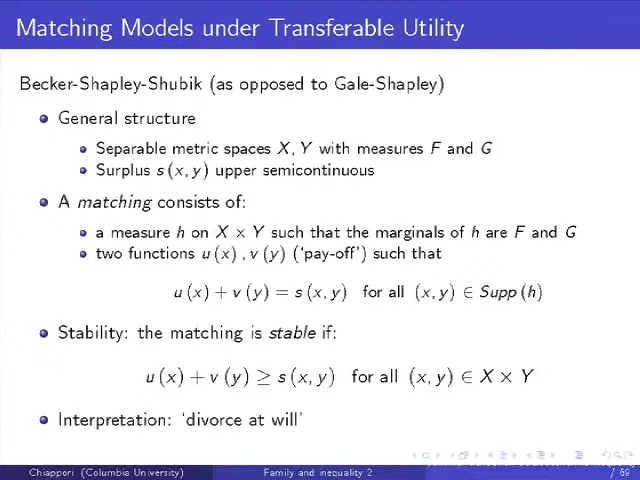 Matching Models under Transferable Utility
Becker-Shapley-Shubik (as opposed to Gale-Shapley)
General structure
Separable metric spaces X, Y with measures F and G
Surplus s (x, y) upper semicontinuous
A matching consists of:
a measure h on X × Y such that the marginals of h are F and G
two functions u (x) , v (y) (‘pay-off’) such that
u (x) + v (y) = s (x, y) for all (x, y) ∈ Supp (h)
Stability: the matching is stable if:
u (x) + v (y) ≥ s (x, y) for all (x, y) ∈ X × Y
Interpretation: ‘divorce at will’
Chiappori (Columbia University) Family and inequality 2 / 69